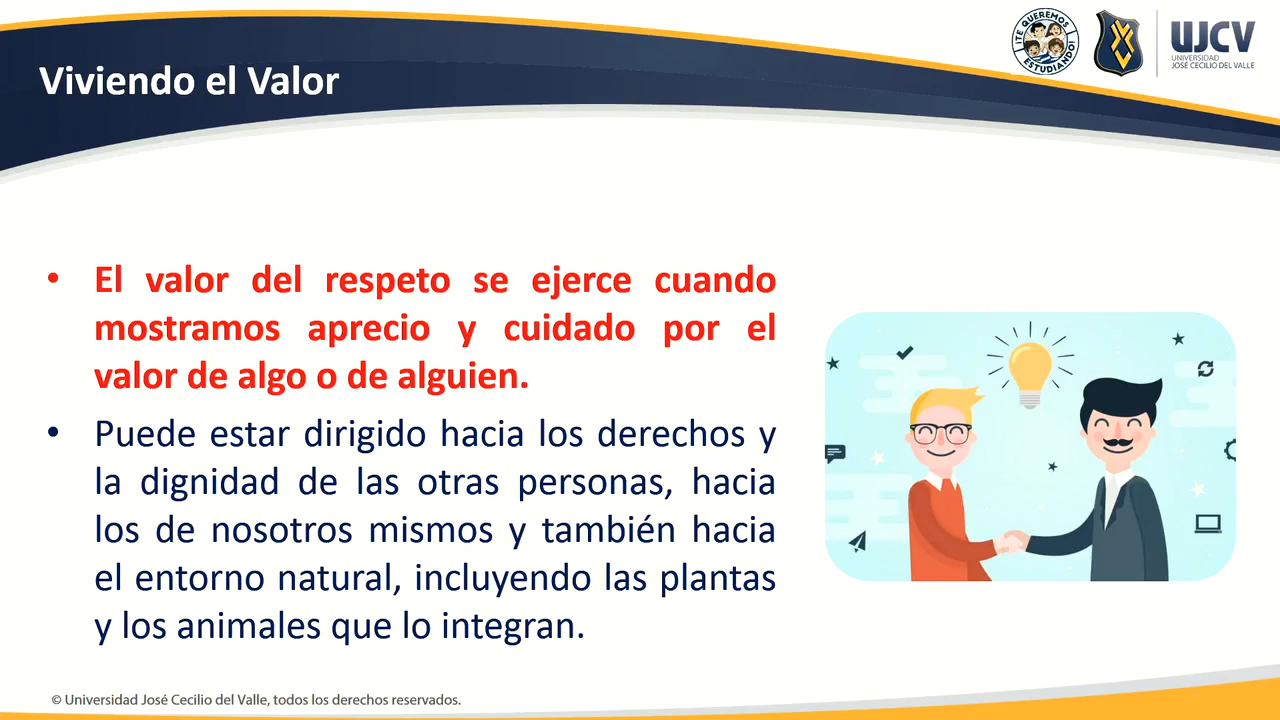 ¡TE QUEREMOS ESTUDIANDO!
UJCV
UNIVERSIDAD
JOSÉ CECILIO DEL VALLE
Viviendo el Valor
• El valor del respeto se ejerce cuando
mostramos aprecio y cuidado por el
valor de algo o de alguien.
• Puede estar dirigido hacia los derechos y
la dignidad de las otras personas, hacia
los de nosotros mismos y también hacia
el entorno natural, incluyendo las plantas
y los animales que lo integran.
© Universidad José Cecilio del Valle, todos los derechos reservados.